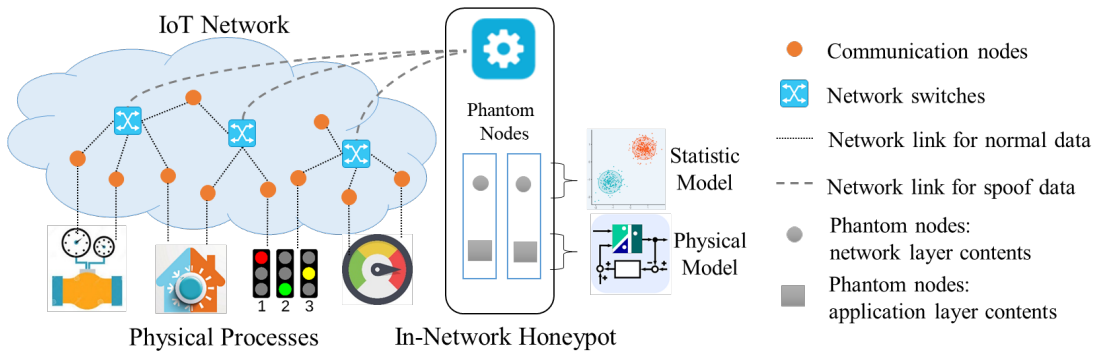 IoT Network
Phantom
Nodes
Statistic
Model
Physical
Model
1 2 3
Physical Processes
In-Network Honeypot
Communication nodes
Network switches
Network link for normal data
Network link for spoof data
Phantom nodes:
network layer contents
Phantom nodes:
application layer contents